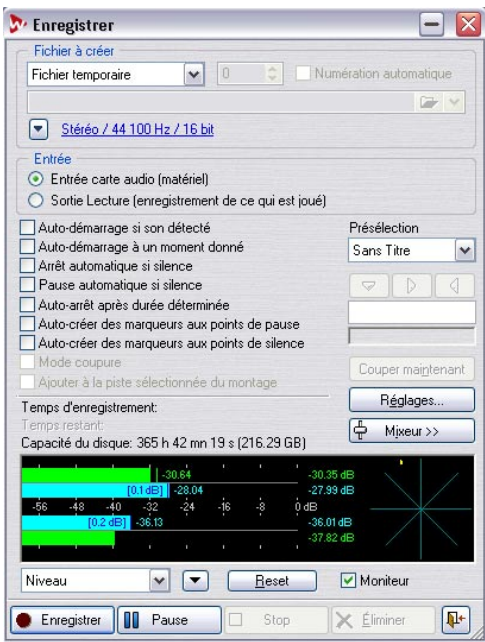 Enregistrer
Fichier à créer
Fichier temporaire 0 Numération automatique
Stéréo / 44 100 Hz / 16 bit
Entrée
Entrée carte audio (matériel)
Sortie Lecture (enregistrement de ce qui est joué)
Auto-démarrage si son détecté
Auto-démarrage à un moment donné
Arrêt automatique si silence
Pause automatique si silence
Auto-arrêt après durée déterminée
Auto-créer des marqueurs aux points de pause
Auto-créer des marqueurs aux points de silence
Mode coupure
Ajouter à la piste sélectionnée du montage
Présélection
Sans Titre
Couper maintenant
Réglages...
Mixeur >>
Temps d'enregistrement:
Temps restant:
Capacité du disque: 365 h 42 mn 19 s (216.29 GB)
-30.64 -30.35 dB
[0.1 dB] -28.04 -27.99 dB
-56 -48 -40 -32 -24 -16 -8 0 dB
[0.2 dB] -36.13 -36.01 dB
-37.82 dB
Niveau Reset Moniteur
Enregistrer Pause Stop Éliminer